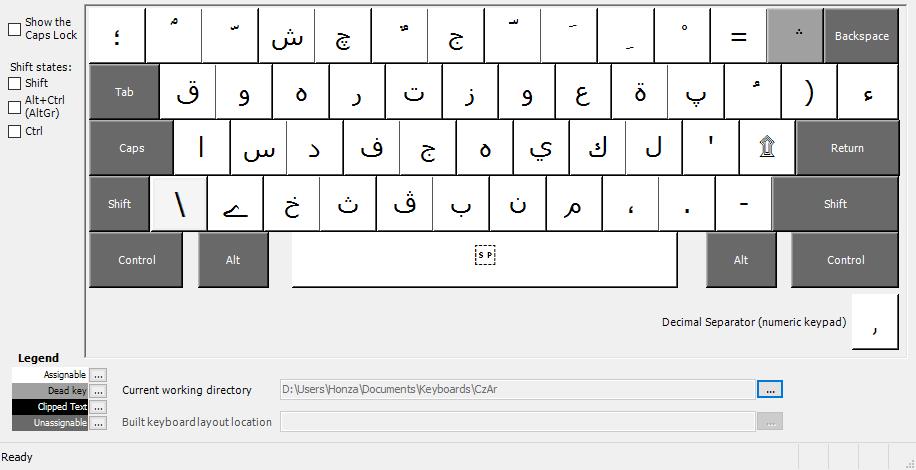 Show the
Caps Lock
Shift states:
Shift
Alt+Ctrl
(AltGr)
Ctrl
؛ ُ ّ ش چ ٌ ج ّ َ ِ ْ = Backspace
Tab ق و ه ر ت ز و ع ة پ ُ ( ء
Caps ا س د ف ج ه ي ك ل ' ۩ Return
Shift \ ے خ ث ڤ ب ن م ، . - Shift
Control Alt SP Alt Control
Decimal Separator (numeric keypad) ,
Legend
Assignable ...
Dead key ...
Clipped Text ...
Unassignable ...
Current working directory D:\Users\Honza\Documents\Keyboards\CzAr ...
Built keyboard layout location ...
Ready